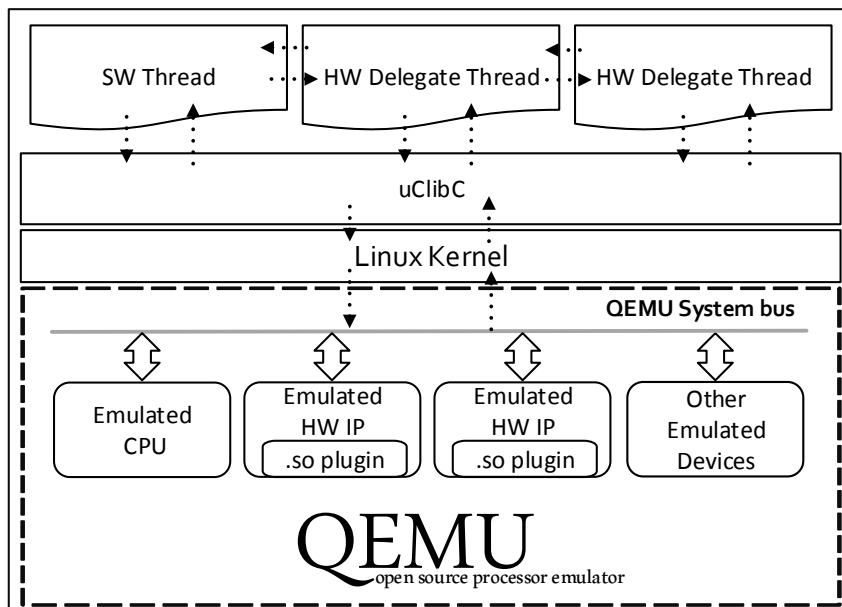 SW Thread
HW Delegate Thread
HW Delegate Thread
uClibC
Linux Kernel
QEMU System bus
Emulated
CPU
Emulated
HW IP
.so plugin
Emulated
HW IP
.so plugin
Other
Emulated
Devices
QEMU
open source processor emulator